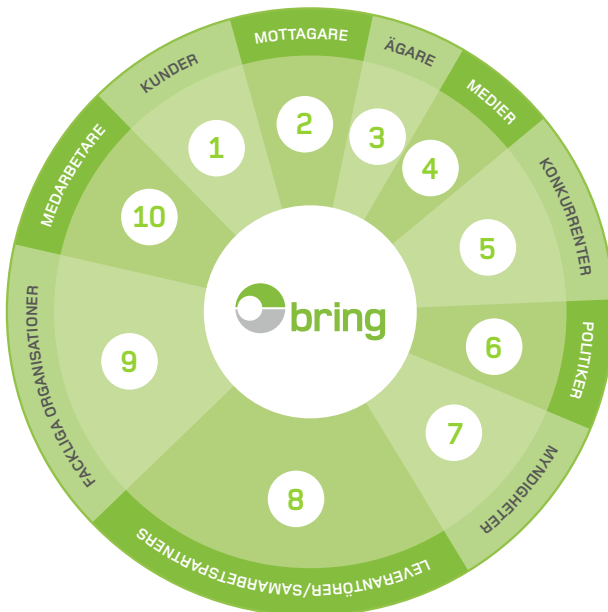 KUNDER
1
MOTTAGARE
2
ÄGARE
3
MEDIER
4
KONKURRENTER
5
POLITIKER
6
MYNDIGHETER
7
LEVERANTÖRER/SAMARBETSPARTNERS
8
FACKLIGA ORGANISATIONER
9
MEDARBETARE
10
bring